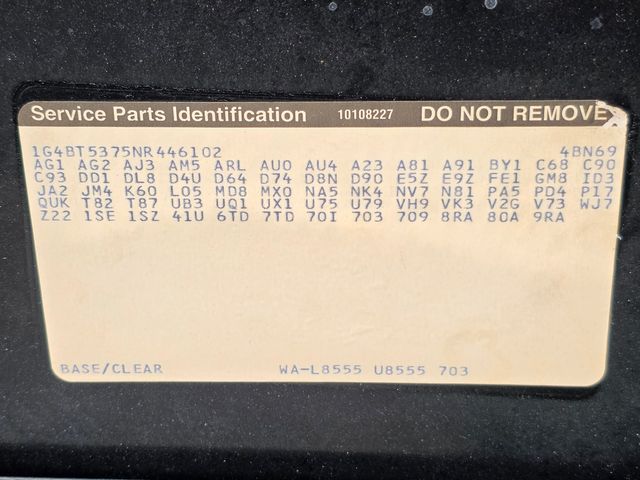 Service Parts Identification 10108227 DO NOT REMOVE
1G4BT5375NR446102 4BN69
AG1 AG2 AJ3 AM5 ARL AU0 AU4 A23 A81 A91 BY1 C68 C90
C93 DD1 DL8 D4U D64 D74 D8N D90 E5Z E9Z FE1 GM8 ID3
JA2 JM4 K60 L05 MD8 MX0 NA5 NK4 NV7 N81 PA5 PD4 P17
QUK T82 T87 UB3 UQ1 UX1 U75 U79 VH9 VK3 V2G V73 WJ7
Z22 1SE 1SZ 41U 6TD 7TD 70I 703 709 8RA 80A 9RA
BASE/CLEAR WA-L8555 U8555 703